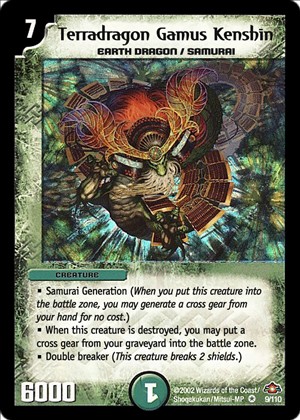 7
Terradragon Gamus Kenshin
EARTH DRAGON / SAMURAI
CREATURE
▪ Samurai Generation (When you put this creature into
the battle zone, you may generate a cross gear from
your hand for no cost.)
▪ When this creature is destroyed, you may put a
cross gear from your graveyard into the battle zone.
▪ Double breaker (This creature breaks 2 shields.)
6000
1
©2002 Wizards of the Coast/
Shogakukan/Mitsui-MP
9/110